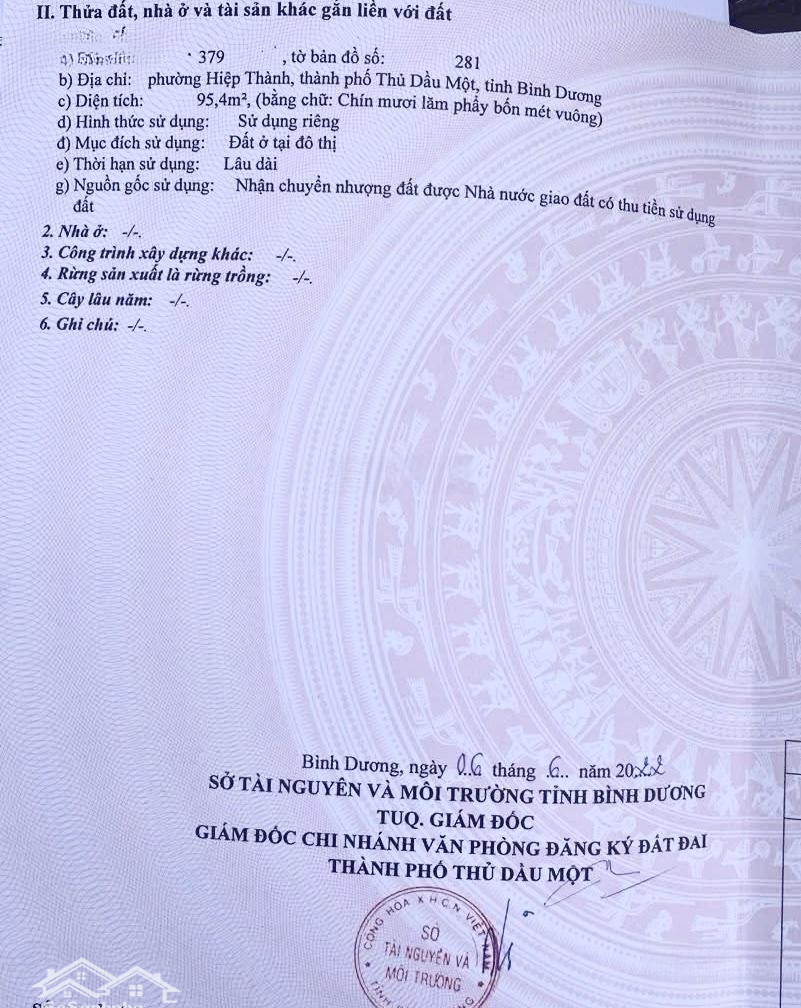 II. Thửa đất, nhà ở và tài sản khác gắn liền với đất
379 , tờ bản đồ số: 281
b) Địa chỉ: phường Hiệp Thành, thành phố Thủ Dầu Một, tỉnh Bình Dương
c) Diện tích: 95,4m², (bằng chữ: Chín mươi lăm phẩy bốn mét vuông)
d) Hình thức sử dụng: Sử dụng riêng
đ) Mục đích sử dụng: Đất ở tại đô thị
e) Thời hạn sử dụng: Lâu dài
g) Nguồn gốc sử dụng: Nhận chuyển nhượng đất được Nhà nước giao đất có thu tiền sử dụng
đất
2. Nhà ở: -/-.
3. Công trình xây dựng khác: -/-.
4. Rừng sản xuất là rừng trồng: -/-.
5. Cây lâu năm: -/-.
6. Ghi chú: -/-.
Bình Dương, ngày 06 tháng 6 năm 2022
SỞ TÀI NGUYÊN VÀ MÔI TRƯỜNG TỈNH BÌNH DƯƠNG
TUQ. GIÁM ĐỐC
GIÁM ĐỐC CHI NHÁNH VĂN PHÒNG ĐĂNG KÝ ĐẤT ĐAI
THÀNH PHỐ THỦ DẦU MỘT
CỘNG HÒA X.H.C.N VIỆT NAM
SỞ
TÀI NGUYÊN VÀ
MÔI TRƯỜNG